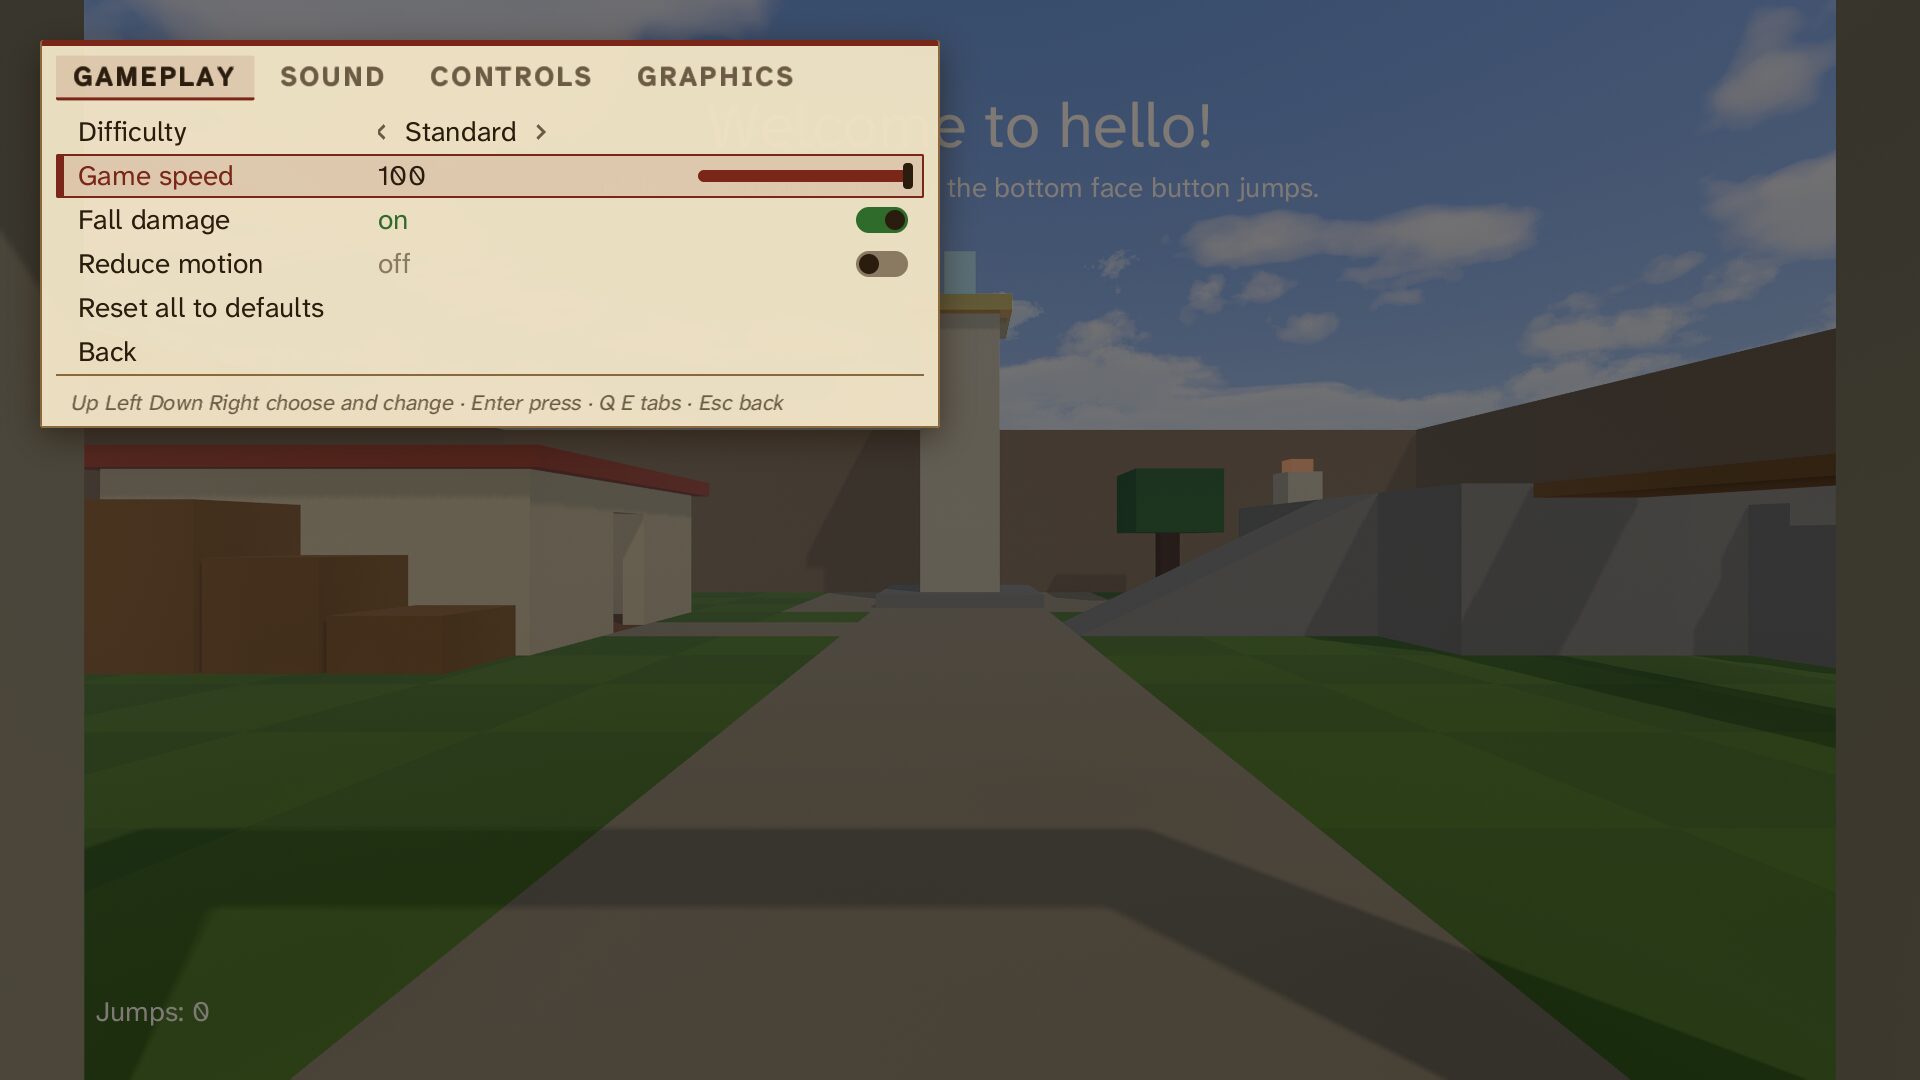 GAMEPLAY SOUND CONTROLS GRAPHICS
Welcome to hello!
Difficulty < Standard >
Game speed 100
the bottom face button jumps.
Fall damage on
Reduce motion off
Reset all to defaults
Back
Up Left Down Right choose and change · Enter press · Q E tabs · Esc back
Jumps: 0